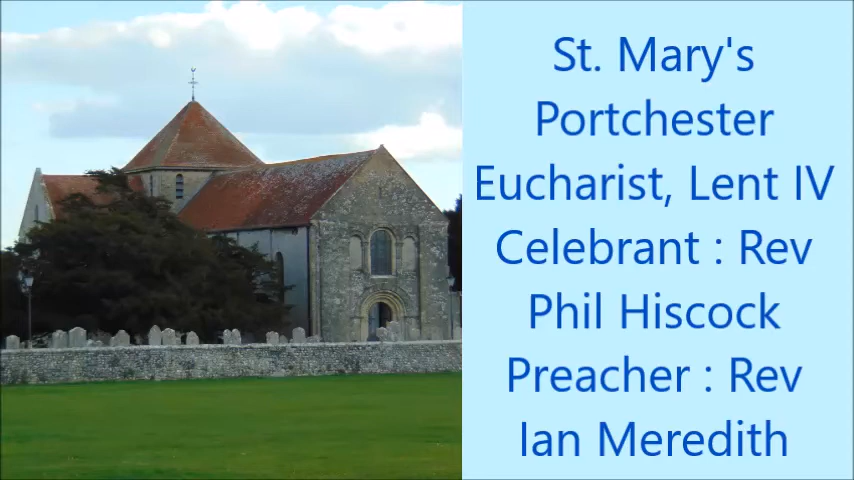 St. Mary's
Portchester
Eucharist, Lent IV
Celebrant : Rev
Phil Hiscock
Preacher : Rev
Ian Meredith